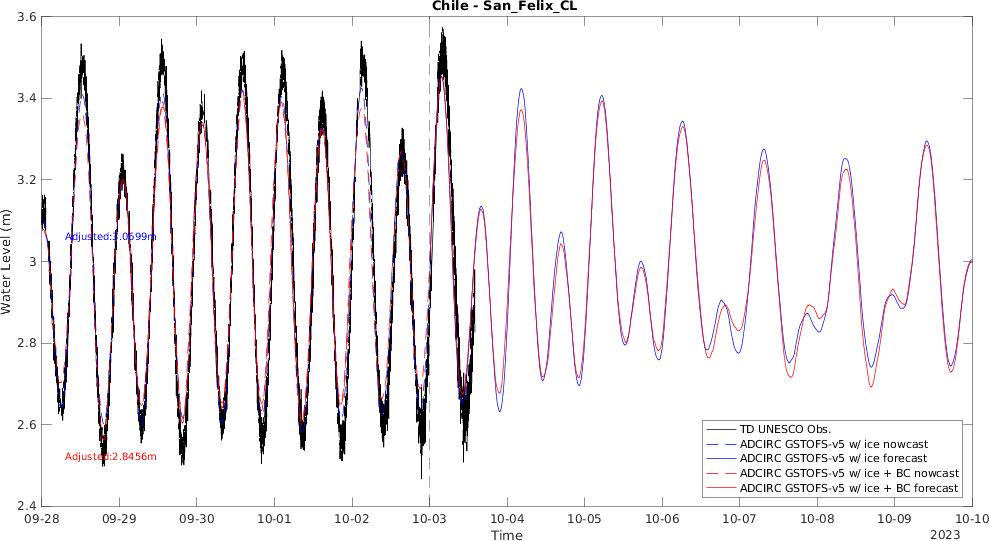 Chile - San_Felix_CL
3.6
3.4
3.2
3
2.8
2.6
2.4
Water Level (m)
Adjusted:3.0599m
Adjusted:2.8456m
TD UNESCO Obs.
ADCIRC GSTOFS-v5 w/ ice nowcast
ADCIRC GSTOFS-v5 w/ ice forecast
ADCIRC GSTOFS-v5 w/ ice + BC nowcast
ADCIRC GSTOFS-v5 w/ ice + BC forecast
09-28 09-29 09-30 10-01 10-02 10-03 10-04 10-05 10-06 10-07 10-08 10-09 10-10
Time
2023